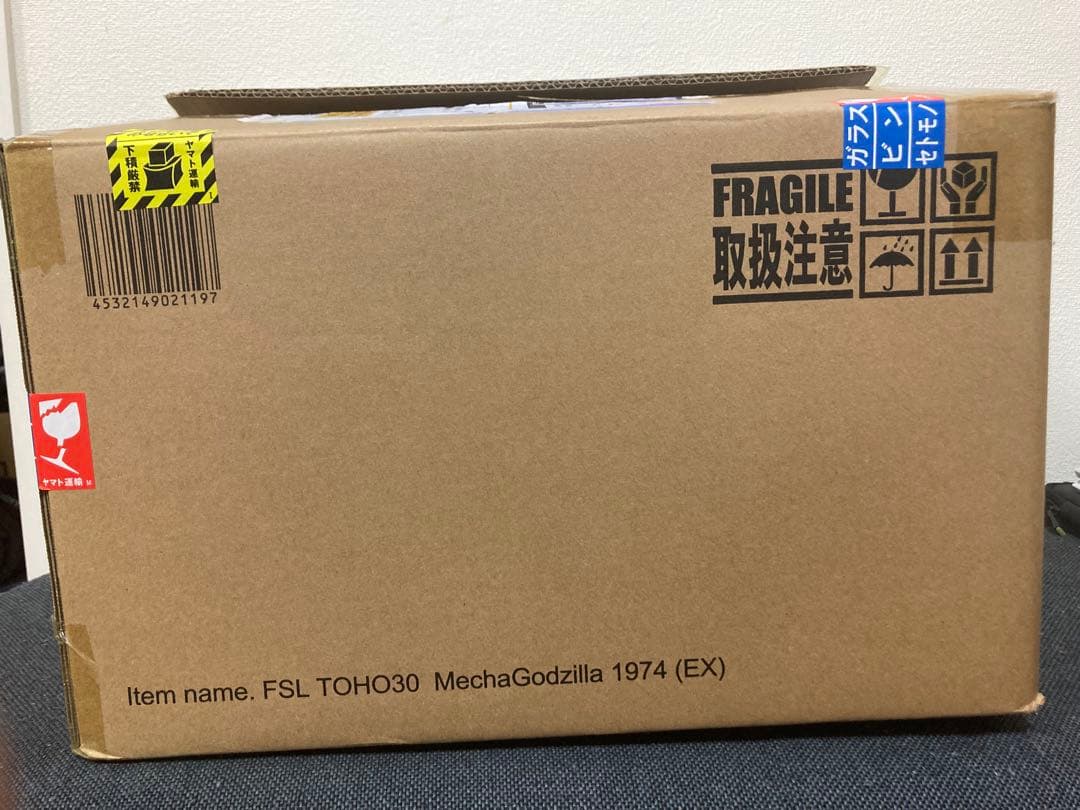 ヤマト運輸
下積厳禁
4532149021197
ガラス
ビン
セトモノ
FRAGILE
取扱注意
ヤマト運輸 M
Item name. FSL TOHO30 MechaGodzilla 1974 (EX)